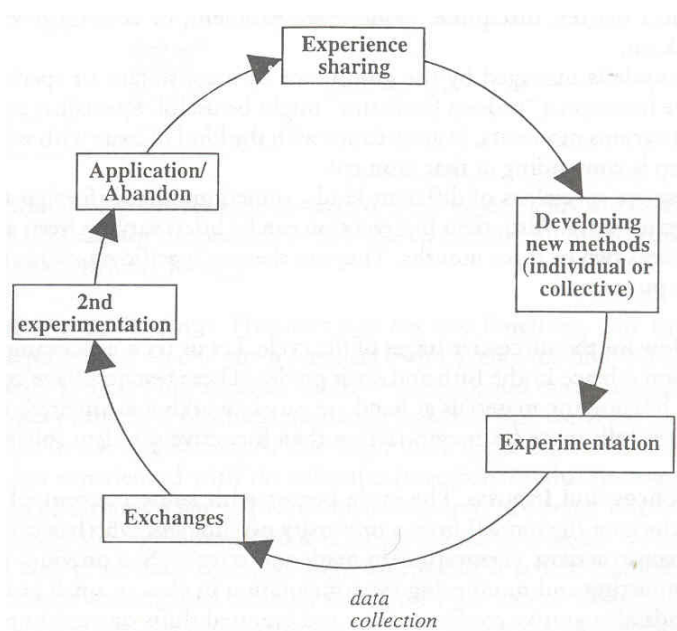 Experience
sharing
Developing
new methods
(individual or
collective)
Experimentation
data
collection
Exchanges
2nd
experimentation
Application/
Abandon